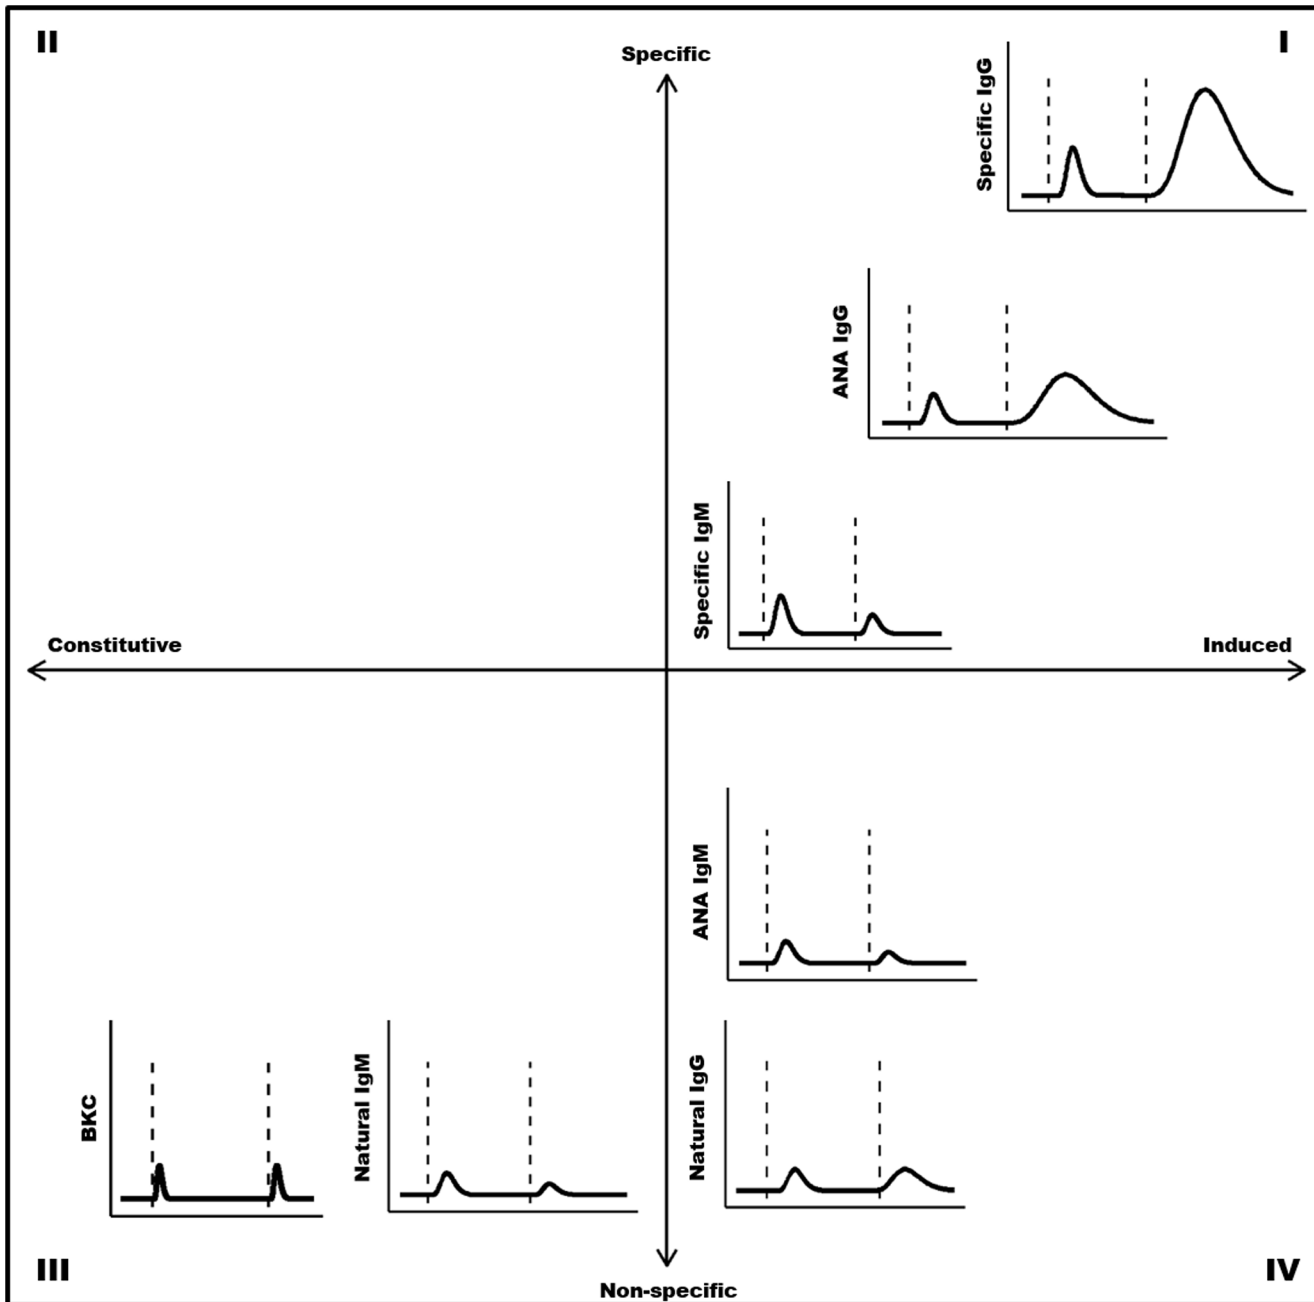 II
I
Specific
Specific IgG
ANA IgG
Specific IgM
Constitutive
Induced
ANA IgM
BKC
Natural IgM
Natural IgG
III
IV
Non-specific